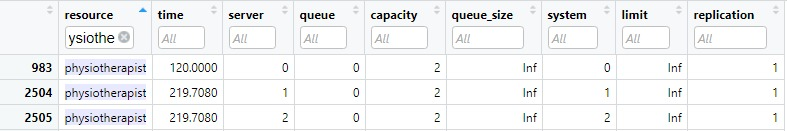 resource time server queue capacity queue_size system limit replication
ysiothe All All All All All All All All
983 physiotherapist 120.0000 0 0 2 Inf 0 Inf 1
2504 physiotherapist 219.7080 1 0 2 Inf 1 Inf 1
2505 physiotherapist 219.7080 2 0 2 Inf 2 Inf 1